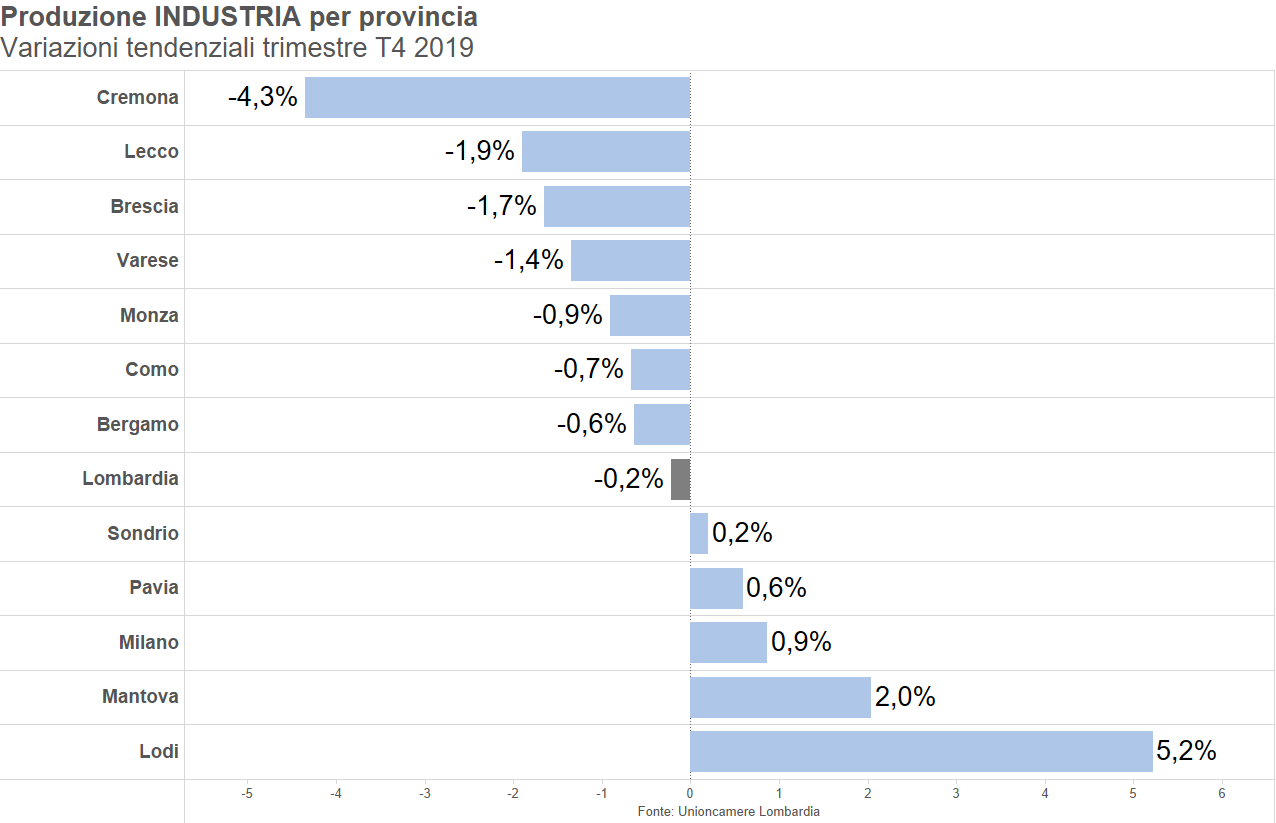 Produzione INDUSTRIA per provincia
Variazioni tendenziali trimestre T4 2019
Cremona -4,3%
Lecco -1,9%
Brescia -1,7%
Varese -1,4%
Monza -0,9%
Como -0,7%
Bergamo -0,6%
Lombardia -0,2%
Sondrio 0,2%
Pavia 0,6%
Milano 0,9%
Mantova 2,0%
Lodi 5,2%
-5 -4 -3 -2 -1 0 1 2 3 4 5 6
Fonte: Unioncamere Lombardia